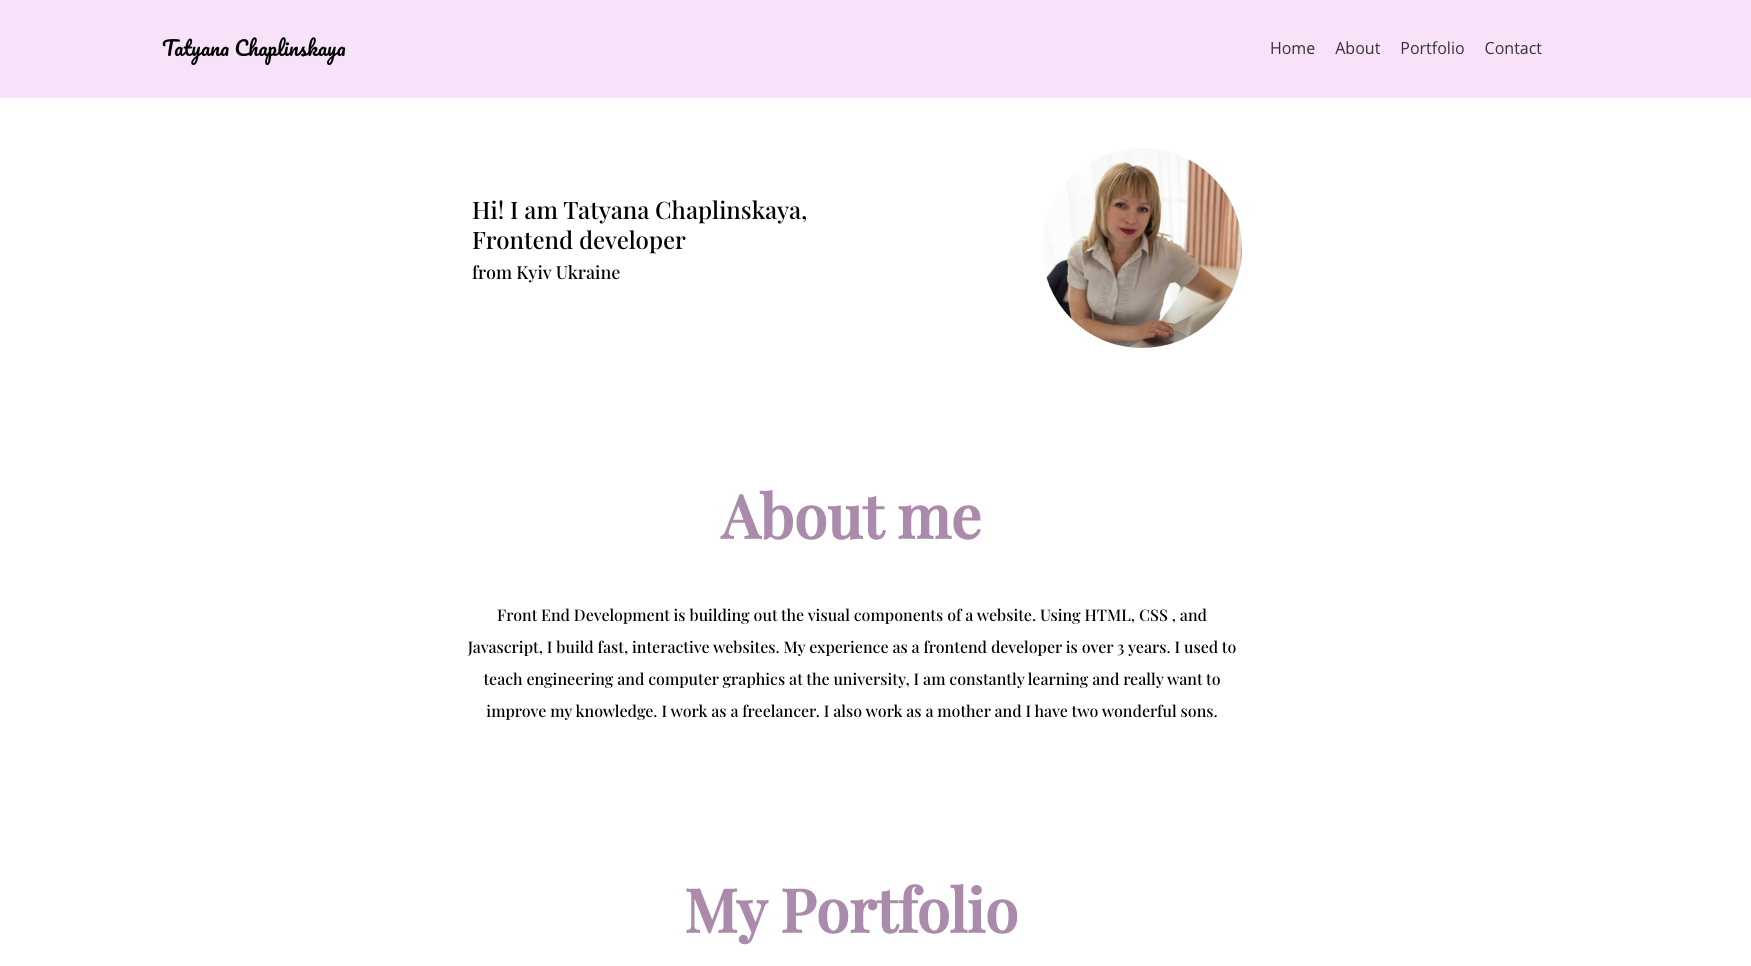 Tatyana Chaplinskaya
Home About Portfolio Contact
Hi! I am Tatyana Chaplinskaya,
Frontend developer
from Kyiv Ukraine
About me
Front End Development is building out the visual components of a website. Using HTML, CSS , and
Javascript, I build fast, interactive websites. My experience as a frontend developer is over 3 years. I used to
teach engineering and computer graphics at the university, I am constantly learning and really want to
improve my knowledge. I work as a freelancer. I also work as a mother and I have two wonderful sons.
My Portfolio